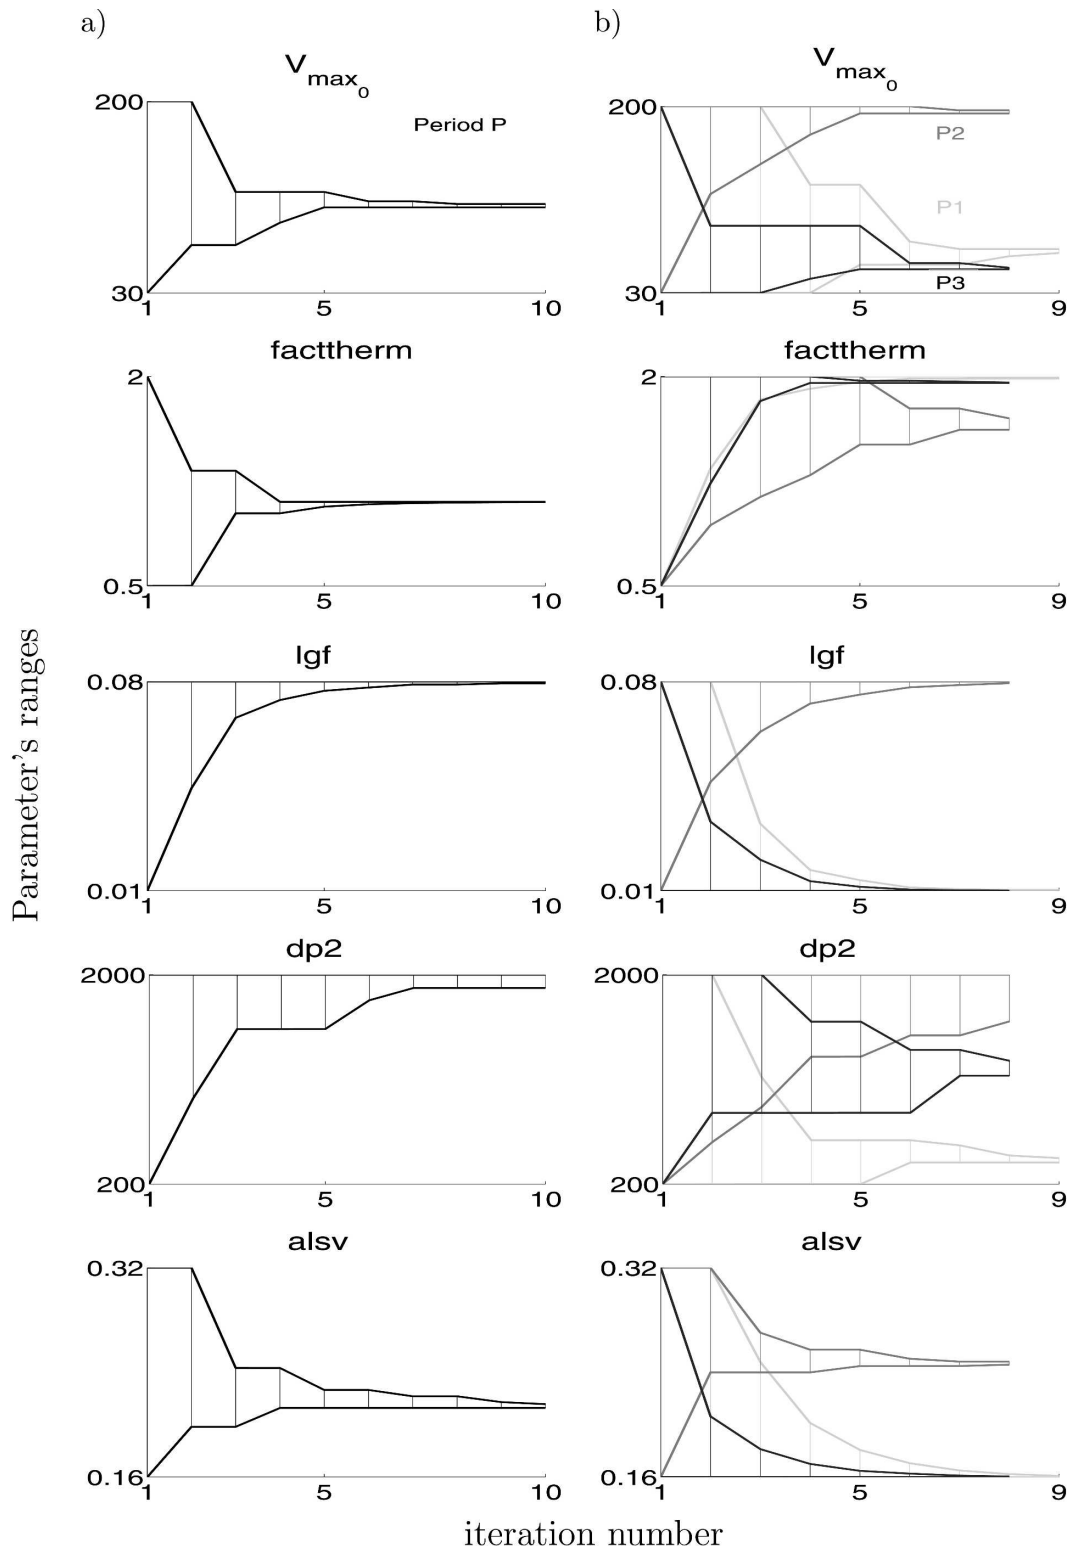 a)
V max 0
200
Period P
30
1 5 10
facttherm
2
0.5
1 5 10
lgf
0.08
0.01
1 5 10
dp2
2000
200
1 5 10
alsv
0.32
0.16
1 5 10
b)
V max 0
200
P2
P1
P3
30
1 5 9
facttherm
2
0.5
1 5 9
lgf
0.08
0.01
1 5 9
dp2
2000
200
1 5 9
alsv
0.32
0.16
1 5 9
Parameter's ranges
iteration number